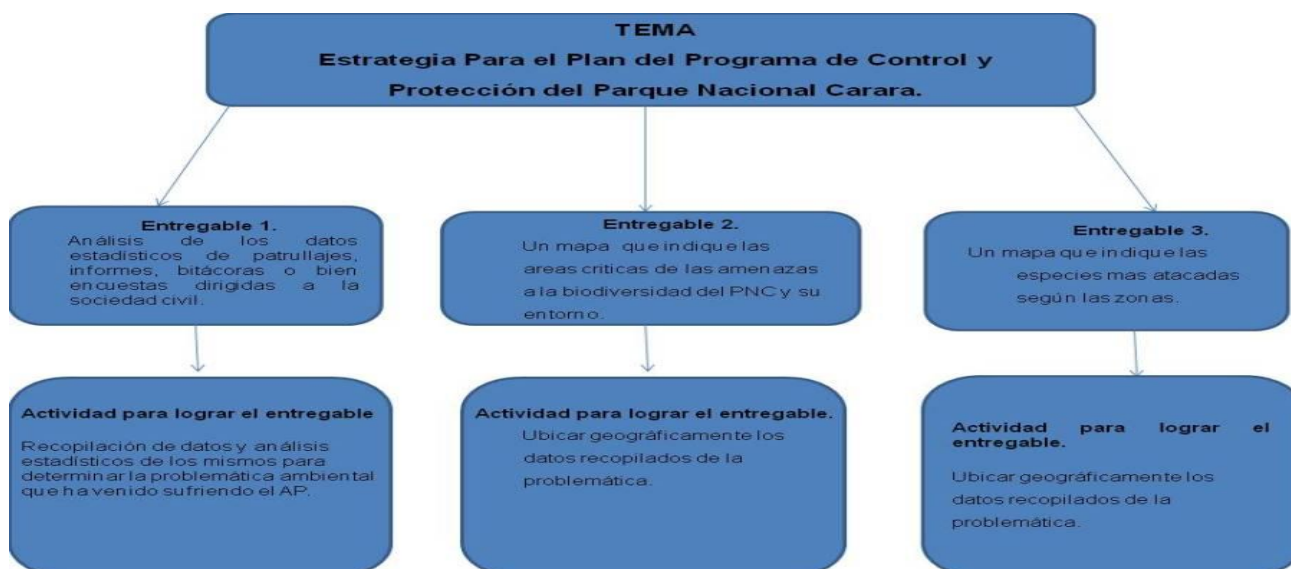 TEMA
Estrategia Para el Plan del Programa de Control y
Protección del Parque Nacional Carara.
Entregable 1.
Análisis de los datos
estadísticos de patrullajes,
informes, bitácoras o bien
encuestas dirigidas a la
sociedad civil.
Entregable 2.
Un mapa que indique las
areas criticas de las amenazas
a la biodiversidad del PNC y su
entorno.
Entregable 3.
Un mapa que indique las
especies mas atacadas
según las zonas.
Actividad para lograr el entregable
Recopilación de datos y análisis
estadísticos de los mismos para
determinar la problemática ambiental
que ha venido sufriendo el AP.
Actividad para lograr el entregable.
Ubicar geográficamente los
datos recopilados de la
problemática.
Actividad para lograr el
entregable.
Ubicar geográficamente los
datos recopilados de la
problemática.